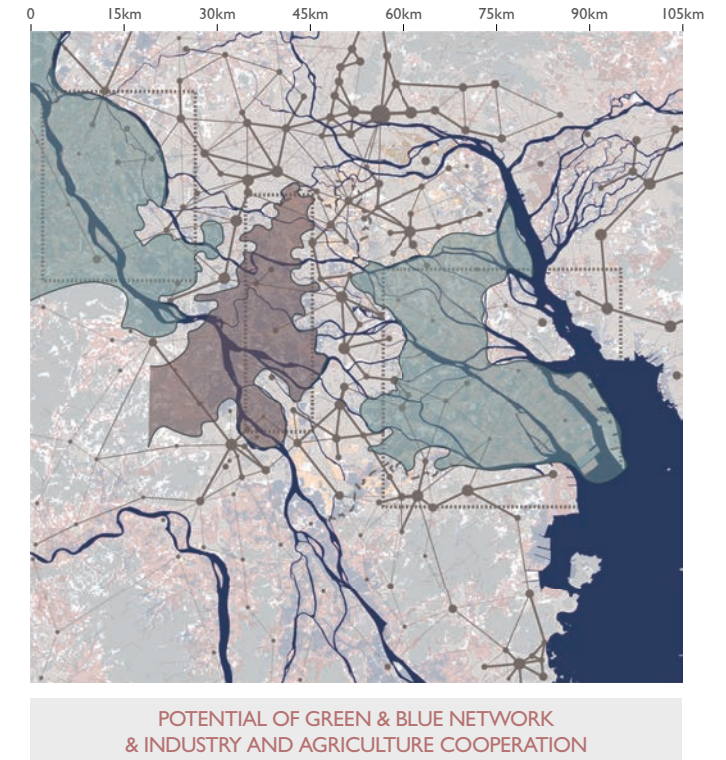 0 15km 30km 45km 60km 75km 90km 105km
POTENTIAL OF GREEN & BLUE NETWORK
& INDUSTRY AND AGRICULTURE COOPERATION